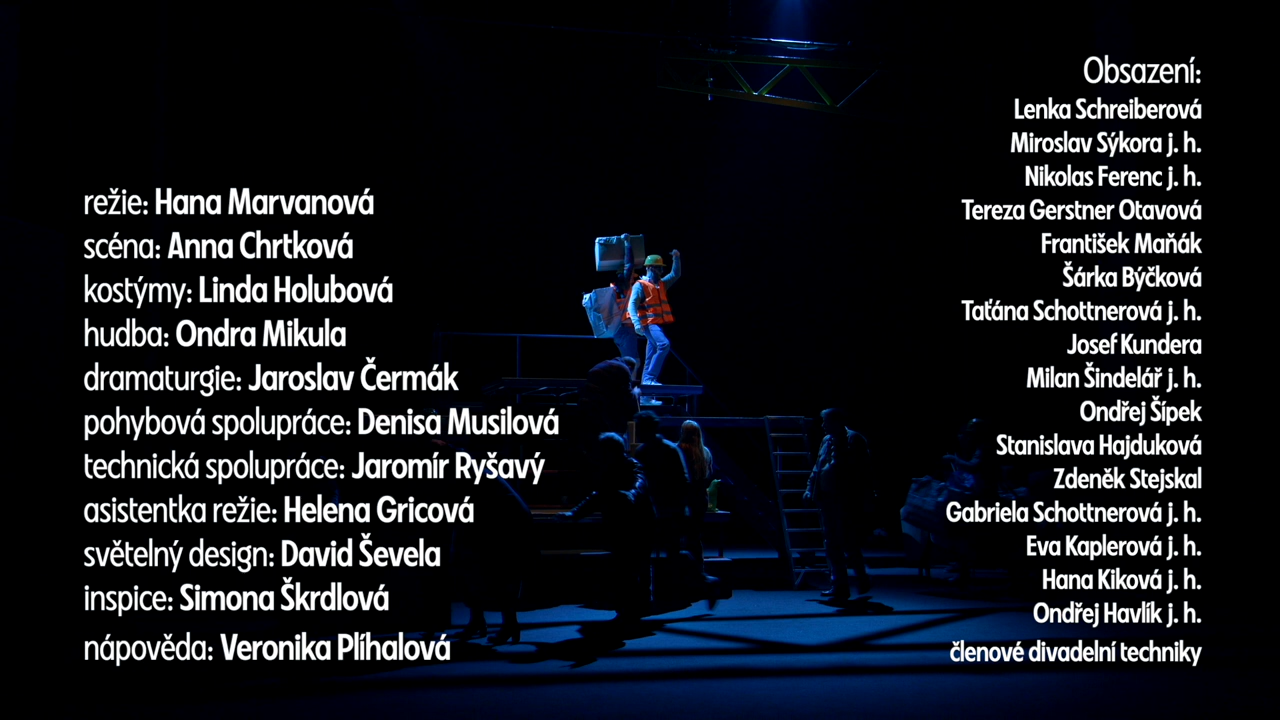 režie: Hana Marvanová
scéna: Anna Chrtková
kostýmy: Linda Holubová
hudba: Ondra Mikula
dramaturgie: Jaroslav Čermák
pohybová spolupráce: Denisa Musilová
technická spolupráce: Jaromír Ryšavý
asistentka režie: Helena Gricová
světelný design: David Ševela
inspice: Simona Škrdlová
nápověda: Veronika Plíhalová
Obsazení:
Lenka Schreiberová
Miroslav Sýkora j. h.
Nikolas Ferenc j. h.
Tereza Gerstner Otavová
František Maňák
Šárka Býčková
Taťána Schottnerová j. h.
Josef Kundera
Milan Šindelář j. h.
Ondřej Šípek
Stanislava Hajduková
Zdeněk Stejskal
Gabriela Schottnerová j. h.
Eva Kaplerová j. h.
Hana Kiková j. h.
Ondřej Havlík j. h.
členové divadelní techniky